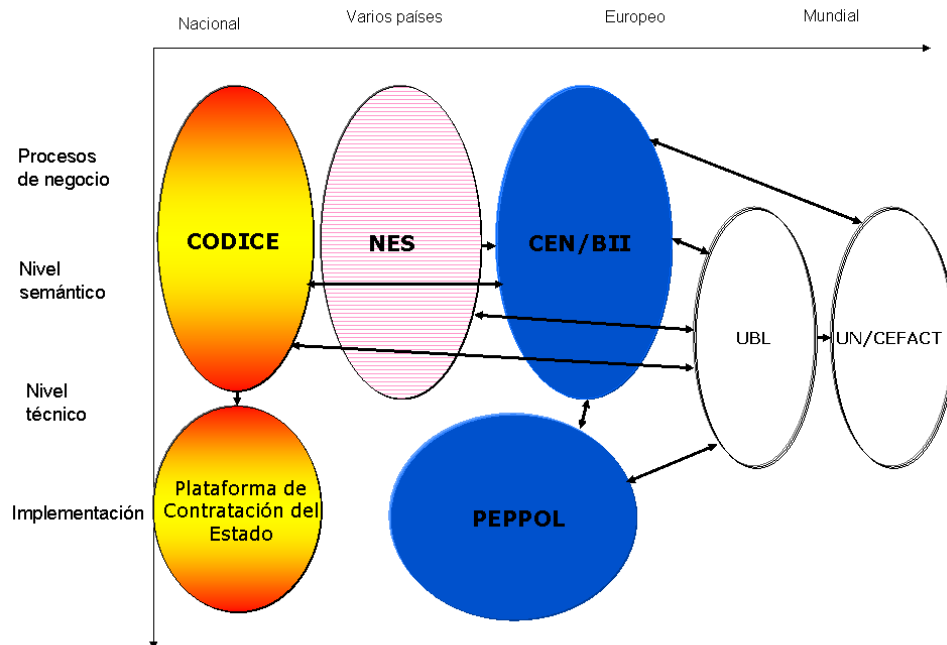 Nacional
Varios países
Europeo
Mundial
Procesos
de negocio
Nivel
semántico
Nivel
técnico
Implementación
CODICE
NES
CEN/BII
UBL
UN/CEFACT
Plataforma de
Contratación del
Estado
PEPPOL